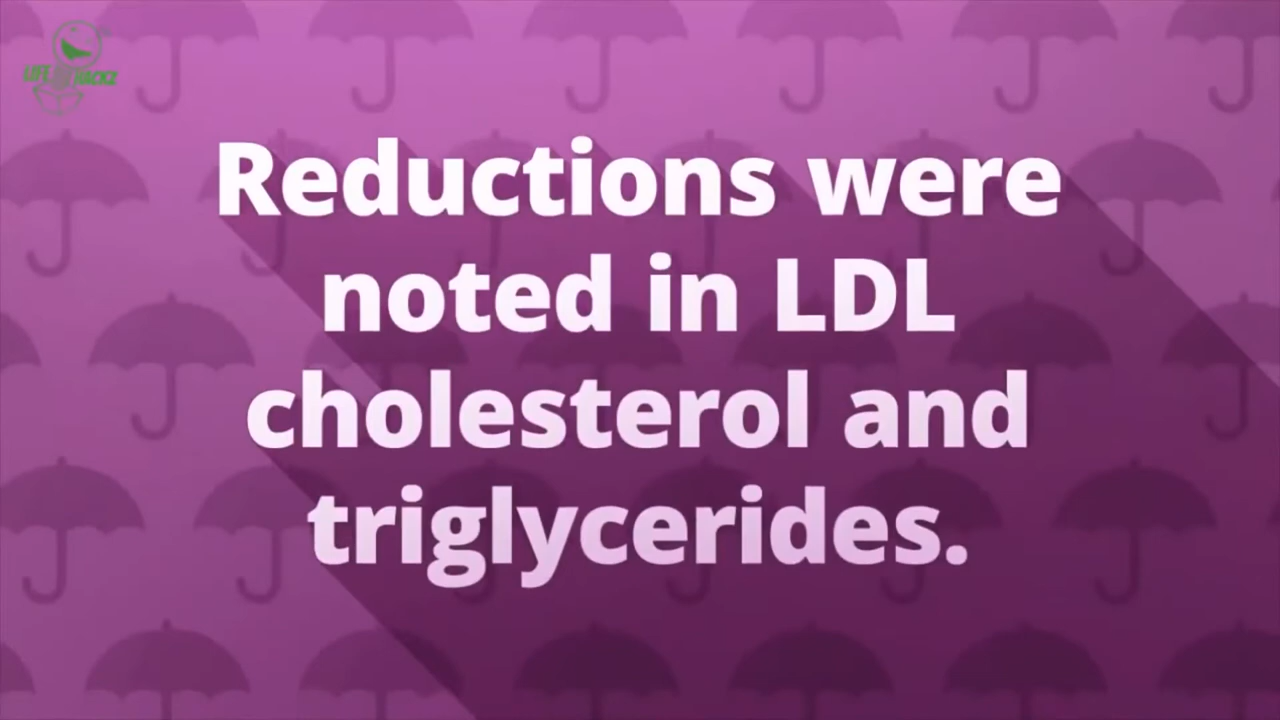 Reductions were
noted in LDL
cholesterol and
triglycerides.